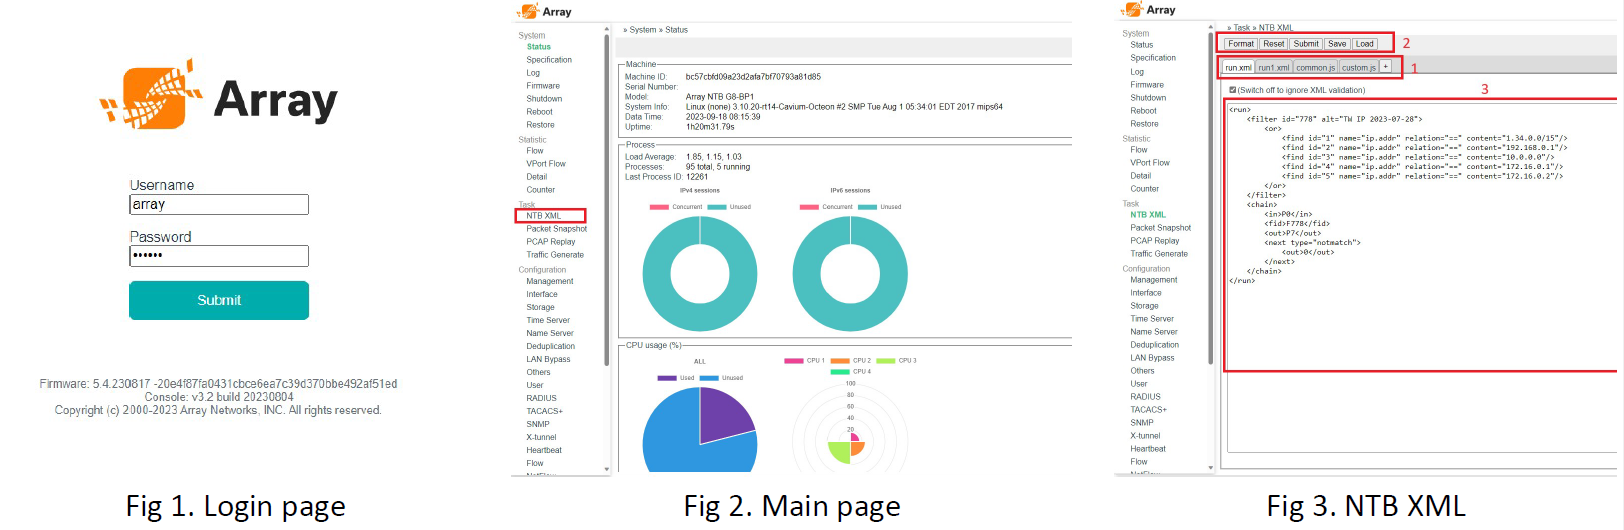 Array
Username
array
Password
••••••
Submit
Firmware: 5.4.230817 -20e4f87fa0431cbce6ea7c39d370bbe492af51ed
Console: v3.2 build 20230804
Copyright (c) 2000-2023 Array Networks, INC. All rights reserved.
Fig 1. Login page
Array
System
Status
Specification
Log
Firmware
Shutdown
Reboot
Restore
Statistic
Flow
VPort Flow
Detail
Counter
Task
NTB XML
Packet Snapshot
PCAP Replay
Traffic Generate
Configuration
Management
Interface
Storage
Time Server
Name Server
Deduplication
LAN Bypass
Others
User
RADIUS
TACACS+
SNMP
X-tunnel
Heartbeat
Flow
» System » Status
Machine
Machine ID: bc57cbfd09a23d2afa7bf70793a81d85
Serial Number:
Model: Array NTB G8-BP1
System Info: Linux (none) 3.10.20-rt14-Cavium-Octeon #2 SMP Tue Aug 1 05:34:01 EDT 2017 mips64
Data Time: 2023-09-18 08:15:39
Uptime: 1h20m31.79s
Process
Load Average: 1.85, 1.15, 1.03
Processes: 95 total, 5 running
Last Process ID: 12261
IPv4 sessions
Concurrent Unused
IPv6 sessions
Concurrent Unused
CPU usage (%)
ALL
Used Unused
CPU 1 CPU 2 CPU 3
CPU 4
100
80
60
40
20
Fig 2. Main page
Array
System
Status
Specification
Log
Firmware
Shutdown
Reboot
Restore
Statistic
Flow
VPort Flow
Detail
Counter
Task
NTB XML
Packet Snapshot
PCAP Replay
Traffic Generate
Configuration
Management
Interface
Storage
Time Server
Name Server
Deduplication
LAN Bypass
Others
User
RADIUS
TACACS+
SNMP
X-tunnel
Heartbeat
Flow
» Task » NTB XML
Format Reset Submit Save Load 2
run.xml run1.xml common.js custom.js + 1
(Switch off to ignore XML validation) 3
<run>
<filter id="778" alt="TW IP 2023-07-28">
<or>
<find id="1" name="ip.addr" relation="==" content="1.34.0.0/15"/>
<find id="2" name="ip.addr" relation="==" content="192.168.0.1"/>
<find id="3" name="ip.addr" relation="==" content="10.0.0.0"/>
<find id="4" name="ip.addr" relation="==" content="172.16.0.1"/>
<find id="5" name="ip.addr" relation="==" content="172.16.0.2"/>
</or>
</filter>
<chain>
<in>P0</in>
<fid>F778</fid>
<out>P7</out>
<next type="notmatch">
<out>0</out>
</next>
</chain>
</run>
Fig 3. NTB XML